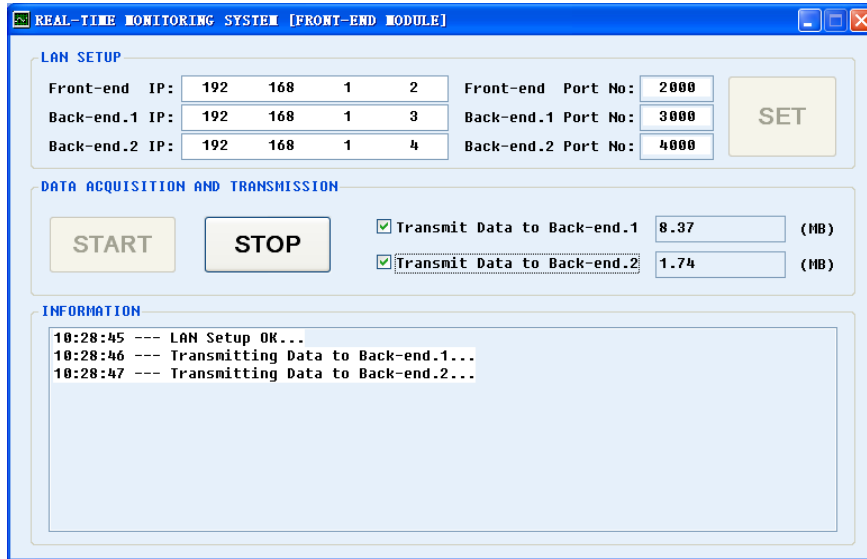 REAL-TIME MONITORING SYSTEM [FRONT-END MODULE]
LAN SETUP
Front-end IP: 192 168 1 2 Front-end Port No: 2000
Back-end.1 IP: 192 168 1 3 Back-end.1 Port No: 3000
SET
Back-end.2 IP: 192 168 1 4 Back-end.2 Port No: 4000
DATA ACQUISITION AND TRANSMISSION
START STOP
Transmit Data to Back-end.1 8.37 (MB)
Transmit Data to Back-end.2 1.74 (MB)
INFORMATION
10:28:45 --- LAN Setup OK...
10:28:46 --- Transmitting Data to Back-end.1...
10:28:47 --- Transmitting Data to Back-end.2...